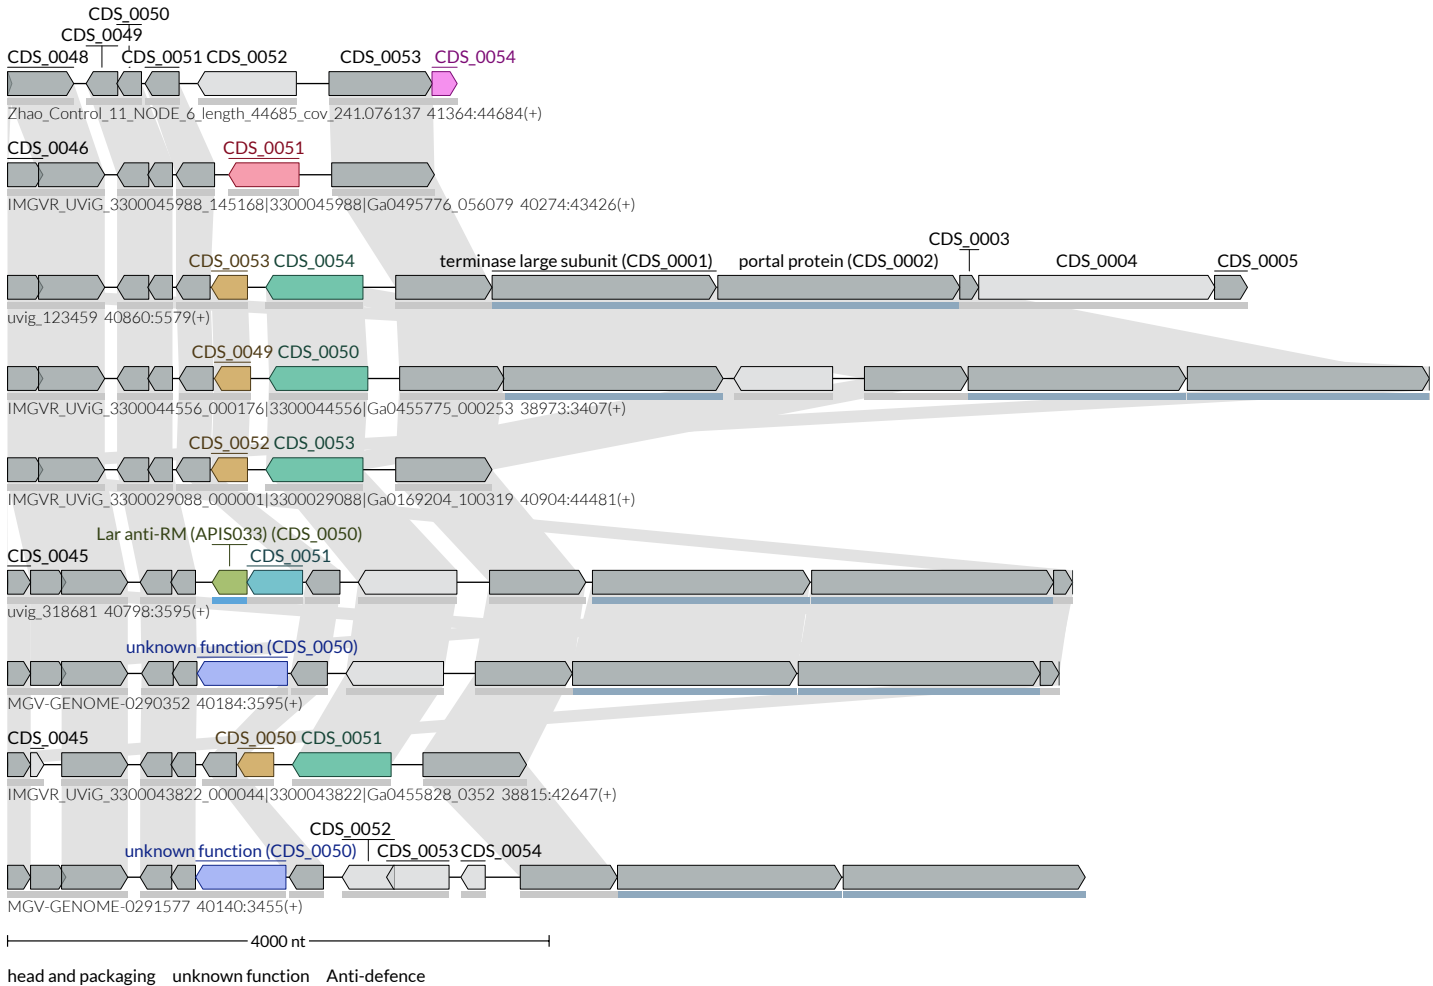 CDS_0050
CDS_0049
CDS_0048 CDS_0051 CDS_0052 CDS_0053 CDS_0054
Zhao_Control_11_NODE_6_length_44685_cov_241.076137 41364:44684(+)
CDS_0046 CDS_0051
IMGVR_UViG_3300045988_145168|3300045988|Ga0495776_056079 40274:43426(+)
CDS_0003
CDS_0053 CDS_0054 terminase large subunit (CDS_0001) portal protein (CDS_0002) CDS_0004 CDS_0005
uvig_123459 40860:5579(+)
CDS_0049 CDS_0050
IMGVR_UViG_3300044556_000176|3300044556|Ga0455775_000253 38973:3407(+)
CDS_0052 CDS_0053
IMGVR_UViG_3300029088_000001|3300029088|Ga0169204_100319 40904:44481(+)
Lar anti-RM (APIS033) (CDS_0050)
CDS_0045 CDS_0051
uvig_318681 40798:3595(+)
unknown function (CDS_0050)
MGV-GENOME-0290352 40184:3595(+)
CDS_0045 CDS_0050 CDS_0051
IMGVR_UViG_3300043822_000044|3300043822|Ga0455828_0352 38815:42647(+)
CDS_0052
unknown function (CDS_0050) CDS_0053 CDS_0054
MGV-GENOME-0291577 40140:3455(+)
4000 nt
head and packaging unknown function Anti-defence